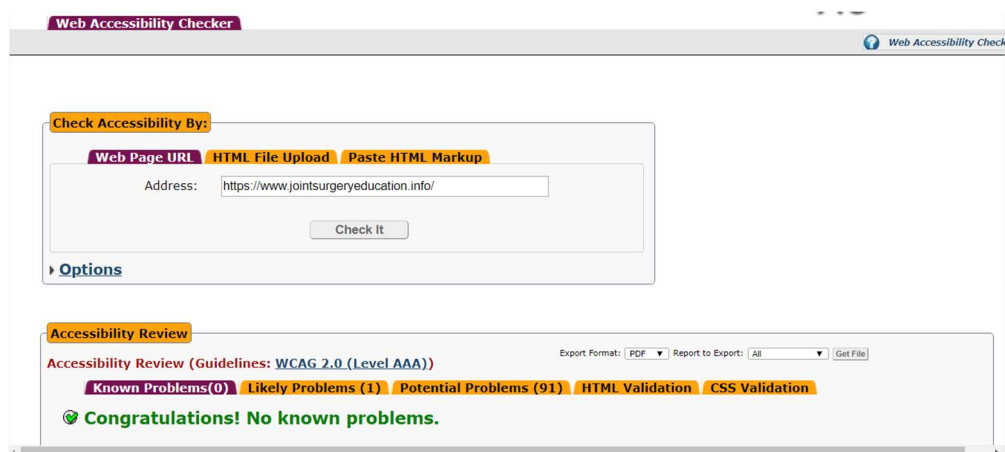 Web Accessibility Checker
Web Accessibility Check
Check Accessibility By:
Web Page URL HTML File Upload Paste HTML Markup
Address: https://www.jointsurgeryeducation.info/
Check It
Options
Accessibility Review
Export Format: PDF Report to Export: All Get File
Accessibility Review (Guidelines: WCAG 2.0 (Level AAA))
Known Problems(0) Likely Problems (1) Potential Problems (91) HTML Validation CSS Validation
Congratulations! No known problems.